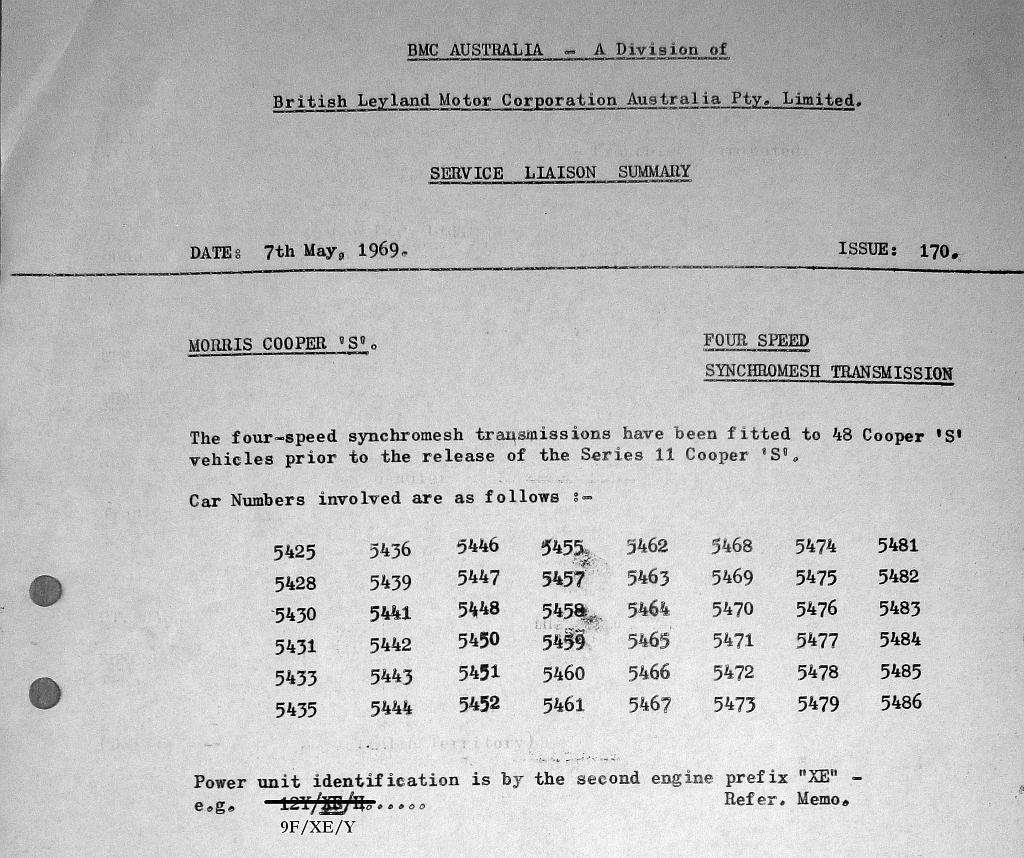 BMC AUSTRALIA - A Division of
British Leyland Motor Corporation Australia Pty. Limited.
SERVICE LIAISON SUMMARY
DATE: 7th May, 1969. ISSUE: 170.
MORRIS COOPER 'S'. FOUR SPEED
SYNCHROMESH TRANSMISSION
The four-speed synchromesh transmissions have been fitted to 48 Cooper 'S'
vehicles prior to the release of the Series 11 Cooper 'S'.
Car Numbers involved are as follows :-
5425 5436 5446 5455 5462 5468 5474 5481
5428 5439 5447 5457 5463 5469 5475 5482
5430 5441 5448 5458 5464 5470 5476 5483
5431 5442 5450 5459 5465 5471 5477 5484
5433 5443 5451 5460 5466 5472 5478 5485
5435 5444 5452 5461 5467 5473 5479 5486
Power unit identification is by the second engine prefix "XE" -
e.g. 12Y/XE/H...... Refer. Memo.
9F/XE/Y